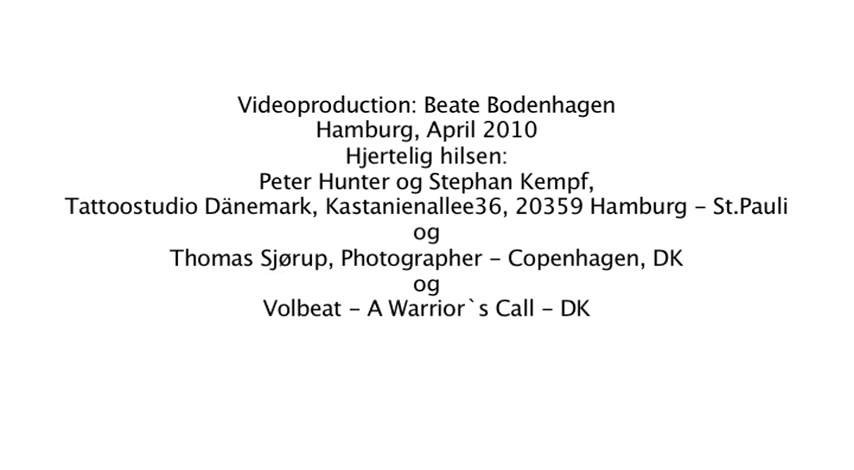 Videoproduction: Beate Bodenhagen
Hamburg, April 2010
Hjertelig hilsen:
Peter Hunter og Stephan Kempf,
Tattoostudio Dänemark, Kastanienallee36, 20359 Hamburg - St.Pauli
og
Thomas Sjørup, Photographer - Copenhagen, DK
og
Volbeat - A Warrior`s Call - DK